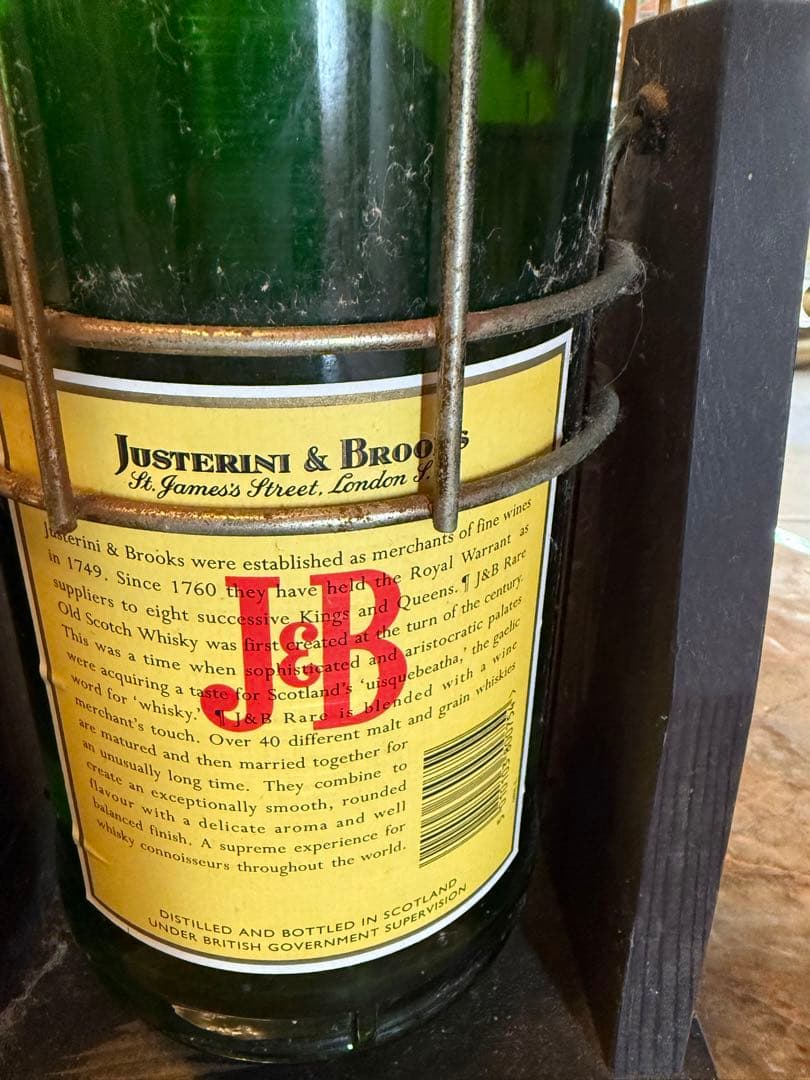 JUSTERINI & BROOKS
St. James's Street, London S.
Justerini & Brooks were established as merchants of fine wines
in 1749. Since 1760 they have held the Royal Warrant as
suppliers to eight successive Kings and Queens. ¶ J&B Rare
Old Scotch Whisky was first created at the turn of the century.
This was a time when sophisticated and aristocratic palates
were acquiring a taste for Scotland's 'uisquebeatha,' the gaelic
word for 'whisky.' ¶ J&B Rare is blended with a wine
merchant's touch. Over 40 different malt and grain whiskies
are matured and then married together for
an unusually long time. They combine to
create an exceptionally smooth, rounded
flavour with a delicate aroma and well
balanced finish. A supreme experience for
whisky connoisseurs throughout the world.
J&B
DISTILLED AND BOTTLED IN SCOTLAND
UNDER BRITISH GOVERNMENT SUPERVISION